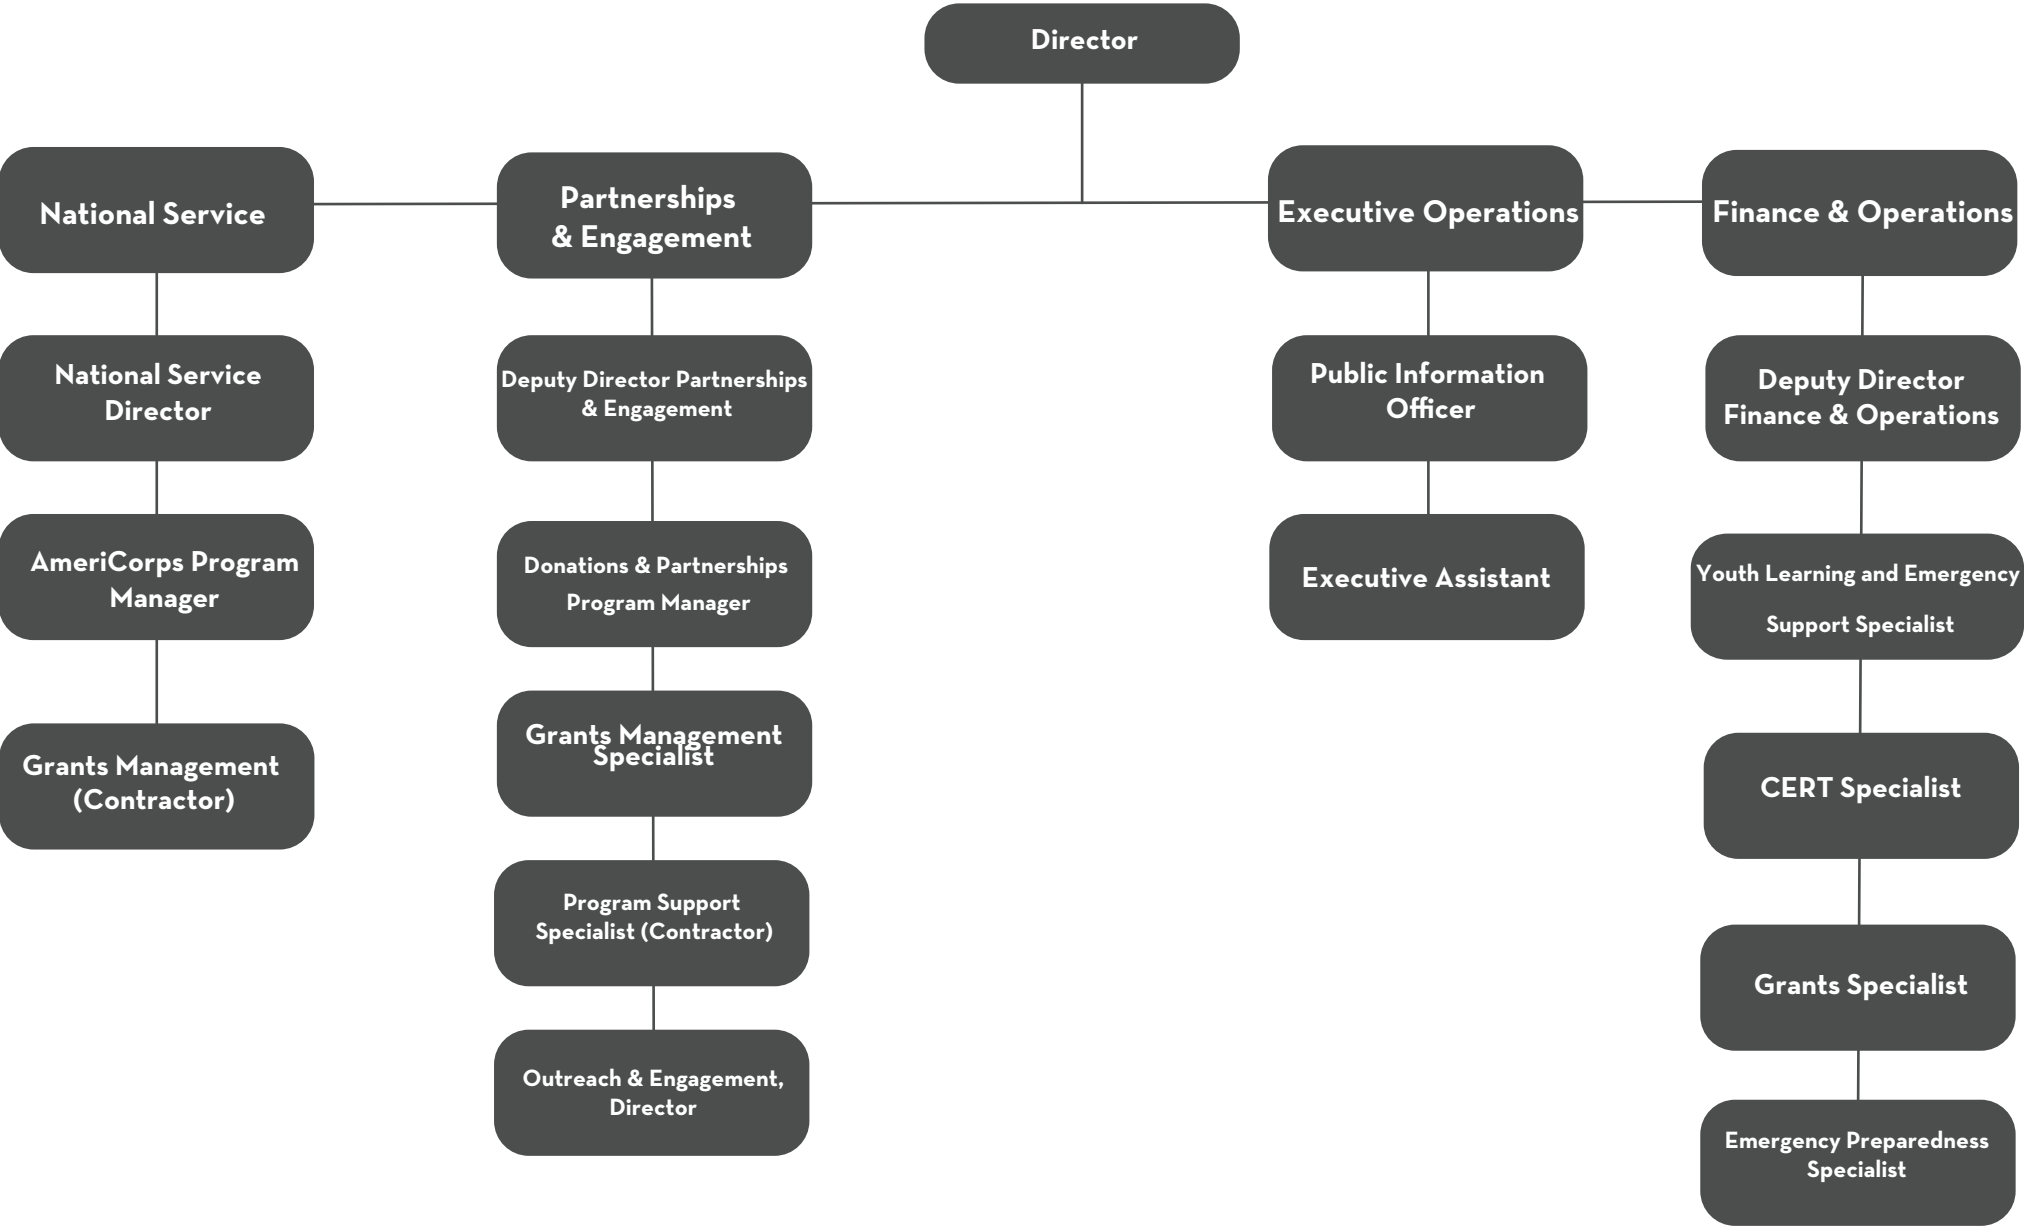 Director
National Service
Partnerships
& Engagement
Executive Operations
Finance & Operations
National Service
Director
Deputy Director Partnerships
& Engagement
Public Information
Officer
Deputy Director
Finance & Operations
AmeriCorps Program
Manager
Donations & Partnerships
Program Manager
Executive Assistant
Youth Learning and Emergency
Support Specialist
Grants Management
(Contractor)
Grants Management
Specialist
CERT Specialist
Program Support
Specialist (Contractor)
Grants Specialist
Outreach & Engagement,
Director
Emergency Preparedness
Specialist